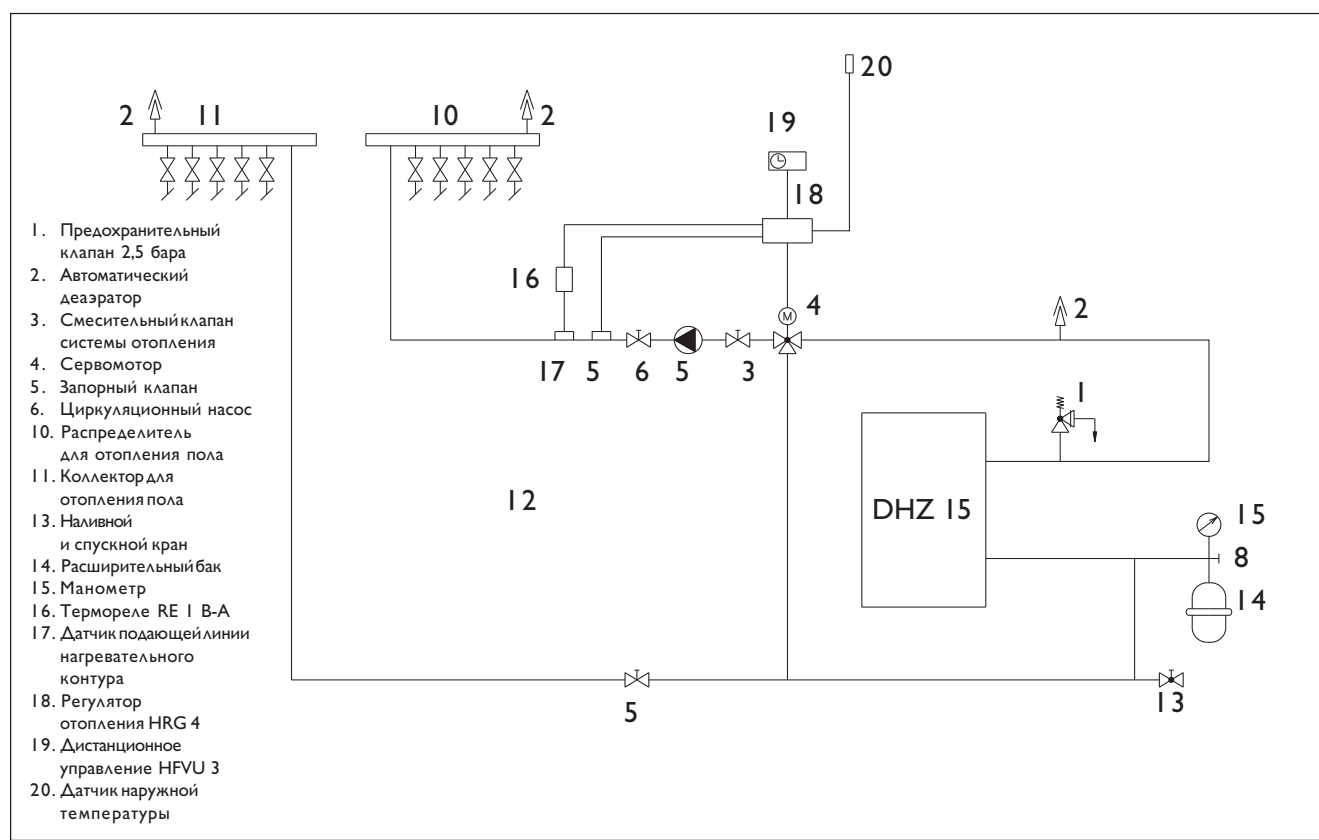 20
2
11
10
2
19
18
1. Предохранительный
клапан 2,5 бара
2. Автоматический
деаэратор
3. Смесительный клапан
системы отопления
4. Сервомотор
5. Запорный клапан
6. Циркуляционный насос
10. Распределитель
для отопления пола
11. Коллектор для
отопления пола
13. Наливной
и спускной кран
14. Расширительный бак
15. Манометр
16. Термореле RE 1 B-A
17. Датчик подающей линии
нагревательного
контура
18. Регулятор
отопления HRG 4
19. Дистанционное
управление HFVU 3
20. Датчик наружной
температуры
16
4
M
2
17
5
6
5
3
1
12
DHZ 15
15
8
14
5
13